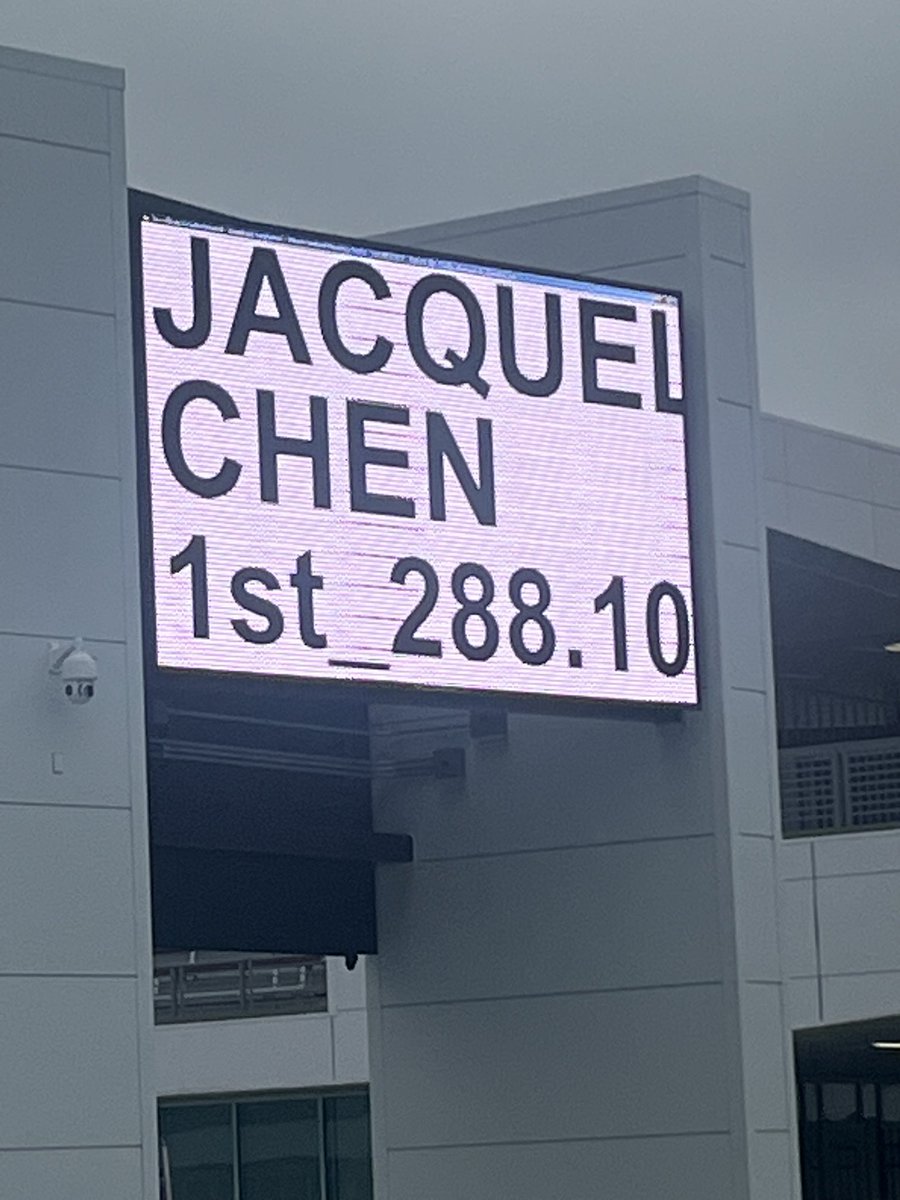 JACQUEL
CHEN
1st_288.10